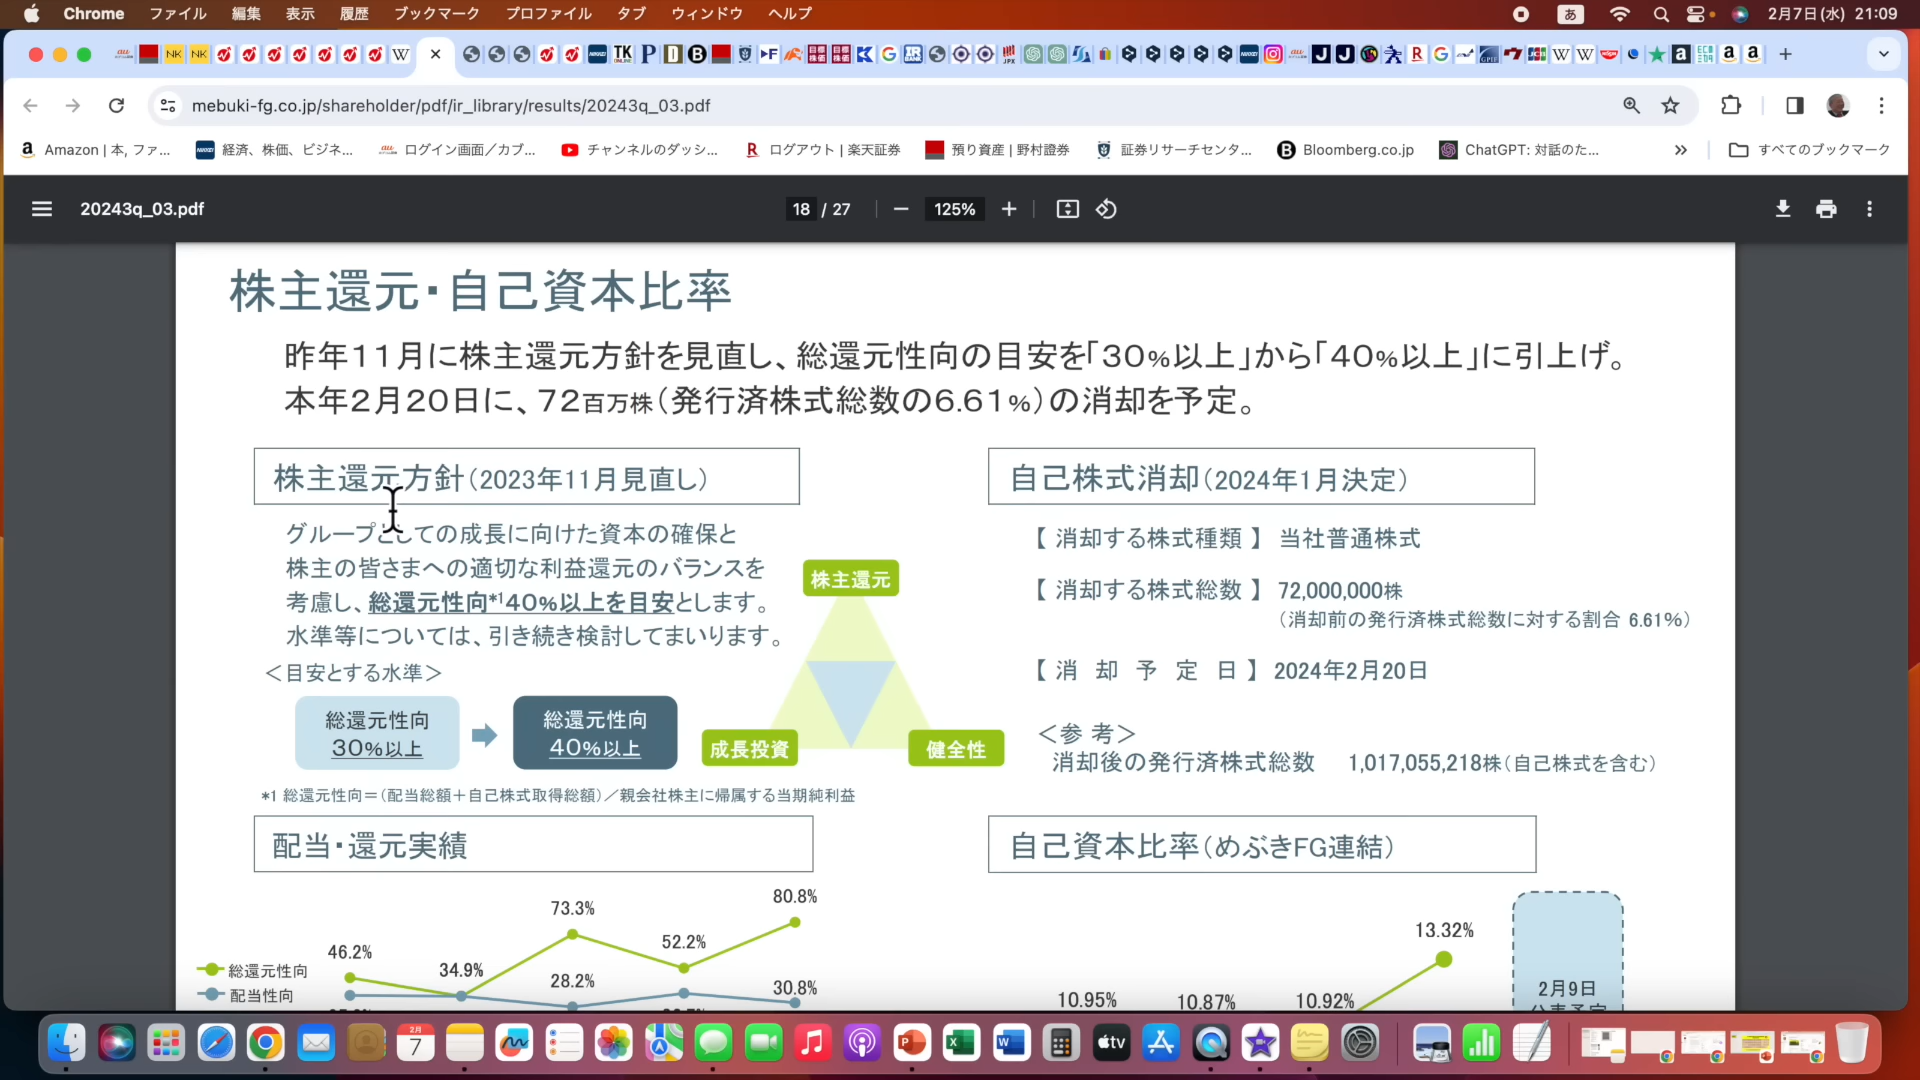 Chrome ファイル 編集 表示 履歴 ブックマーク プロファイル タブ ウィンドウ ヘルプ
あ 2月7日(水) 21:09
mebuki-fg.co.jp/shareholder/pdf/ir_library/results/20243q_03.pdf
Amazon | 本, ファ... 経済、株価、ビジネ... ログイン画面／カブ... チャンネルのダッシ... ログアウト | 楽天証券 預り資産 | 野村證券 証券リサーチセンタ... Bloomberg.co.jp ChatGPT: 対話のた... すべてのブックマーク
20243q_03.pdf
18 / 27
125%
株主還元・自己資本比率
昨年11月に株主還元方針を見直し、総還元性向の目安を「30%以上」から「40%以上」に引上げ。
本年2月20日に、72百万株（発行済株式総数の6.61%）の消却を予定。
株主還元方針（2023年11月見直し）
グループとしての成長に向けた資本の確保と
株主の皆さまへの適切な利益還元のバランスを
考慮し、総還元性向*1 40%以上を目安とします。
水準等については、引き続き検討してまいります。
＜目安とする水準＞
総還元性向
30%以上
総還元性向
40%以上
株主還元
成長投資
健全性
*1 総還元性向＝（配当総額＋自己株式取得総額）／親会社株主に帰属する当期純利益
自己株式消却（2024年1月決定）
【 消却する株式種類 】 当社普通株式
【 消却する株式総数 】 72,000,000株
（消却前の発行済株式総数に対する割合 6.61%）
【 消 却 予 定 日 】 2024年2月20日
＜参 考＞
消却後の発行済株式総数 1,017,055,218株（自己株式を含む）
配当・還元実績
総還元性向
配当性向
46.2%
34.9%
73.3%
52.2%
80.8%
28.2%
30.8%
自己資本比率（めぶきFG連結）
10.95%
10.87%
10.92%
13.32%
2月9日